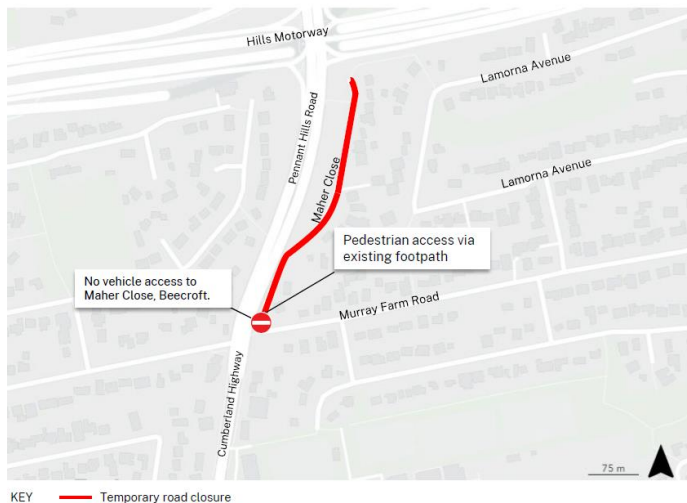 Hills Motorway
Lamorna Avenue
Pennant Hills Road
Maher Close
Lamorna Avenue
Pedestrian access via
existing footpath
No vehicle access to
Maher Close, Beecroft.
Murray Farm Road
Cumberland Highway
75 m
KEY
Temporary road closure